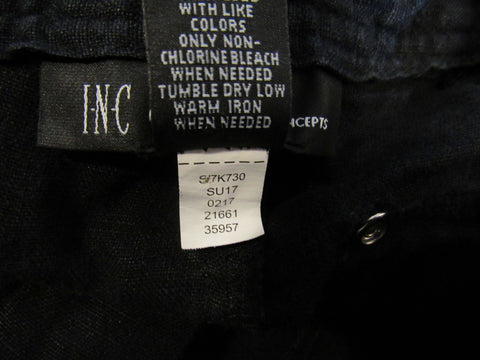 WITH LIKE
COLORS
ONLY NON-
CHLORINE BLEACH
WHEN NEEDED
TUMBLE DRY LOW
WARM IRON
WHEN NEEDED
I·N·C
NCEPTS
S/7K730
SU17
0217
21661
35957